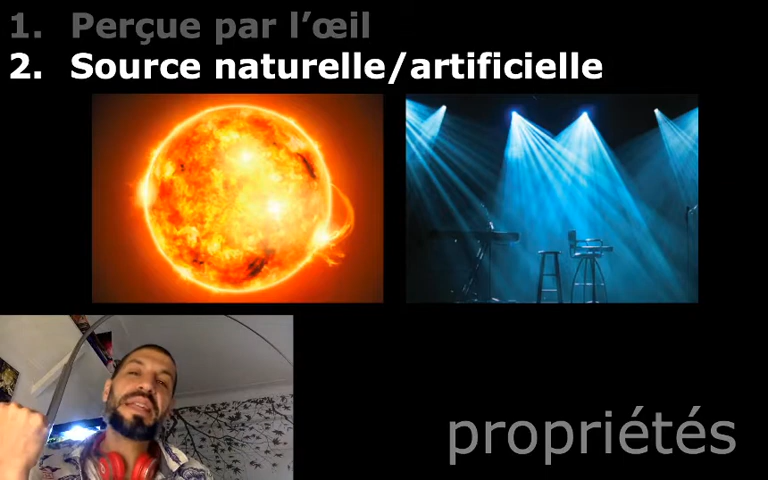 1. Perçue par l’œil
2. Source naturelle/artificielle
propriétés